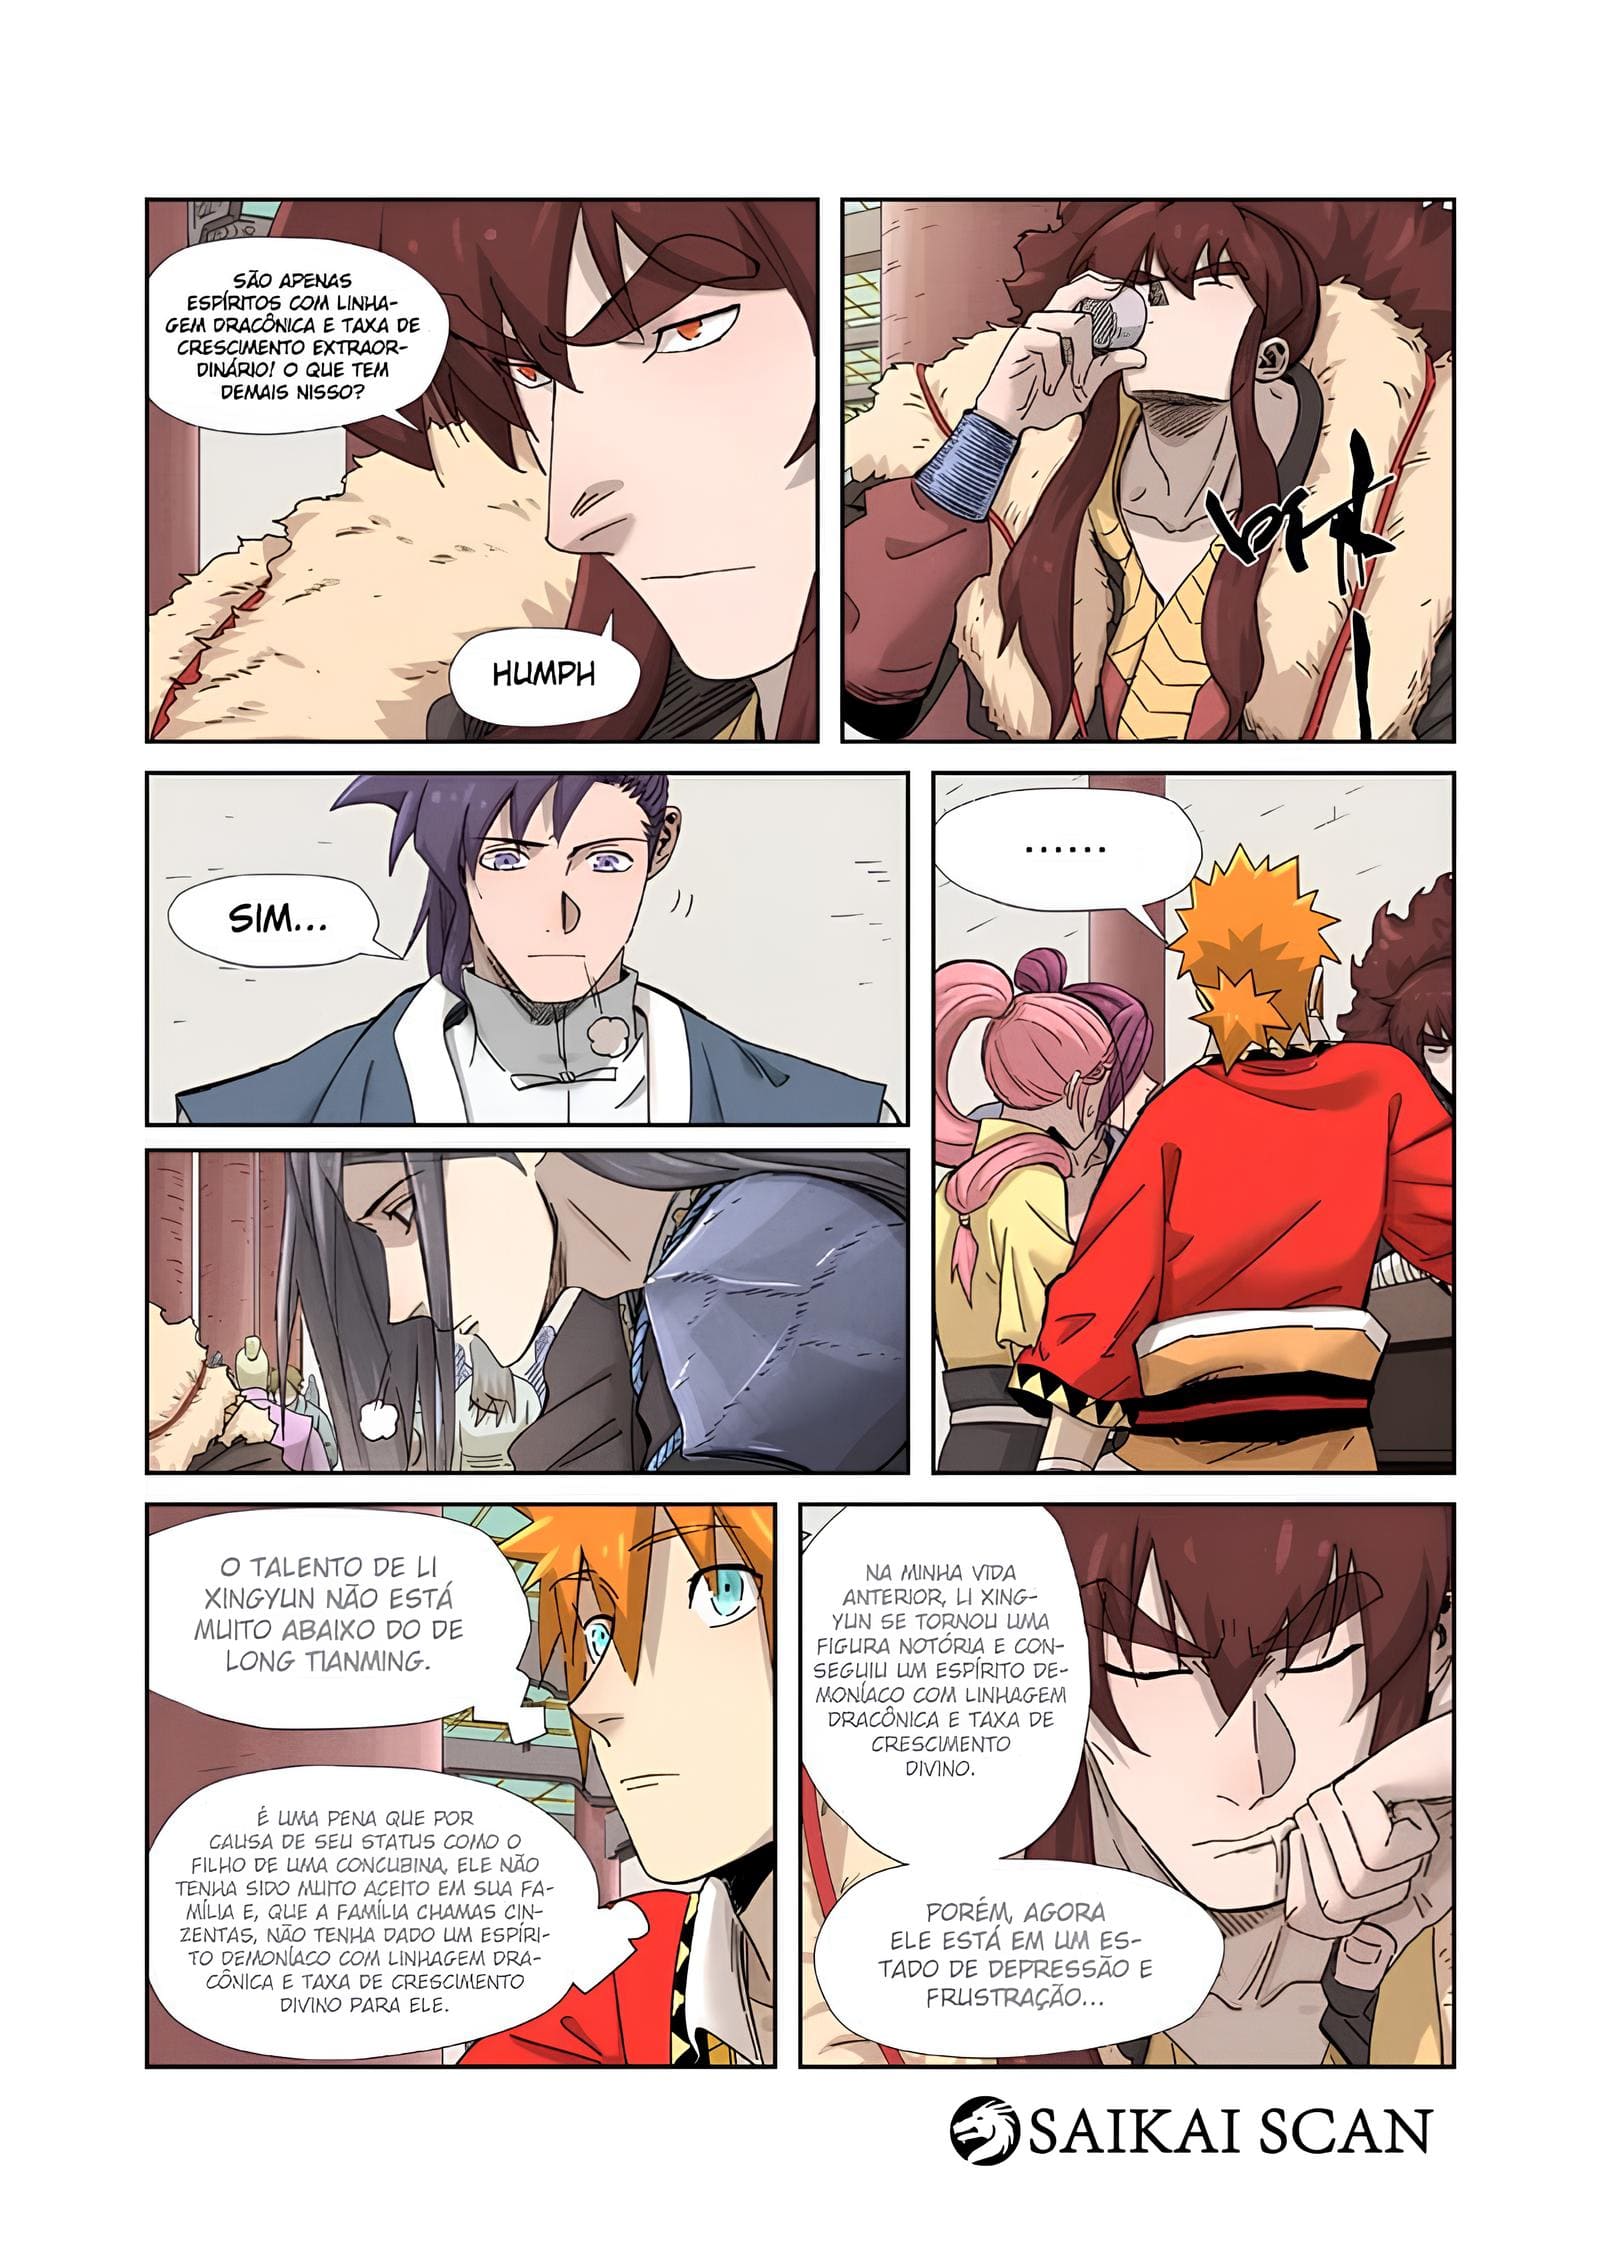 SÃO APENAS
ESPÍRITOS COM LINHA-
GEM DRACÔNICA E TAXA DE
CRESCIMENTO EXTRAOR-
DINÁRIO! O QUE TEM
DEMAIS NISSO?
HUMPH
SIM...
......
O TALENTO DE LI
XINGYUN NÃO ESTÁ
MUITO ABAIXO DO DE
LONG TIANMING.
É UMA PENA QUE POR
CAUSA DE SEU STATUS COMO O
FILHO DE UMA CONCUBINA, ELE NÃO
TENHA SIDO MUITO ACEITO EM SUA FA-
MÍLIA E, QUE A FAMÍLIA CHAMAS CIN-
ZENTAS, NÃO TENHA DADO UM ESPÍRI-
TO DEMONÍACO COM LINHAGEM DRA-
CÔNICA E TAXA DE CRESCIMENTO
DIVINO PARA ELE.
NA MINHA VIDA
ANTERIOR, LI XING-
YUN SE TORNOU UMA
FIGURA NOTÓRIA E CON-
SEGUIU UM ESPÍRITO DE-
MONÍACO COM LINHAGEM
DRACÔNICA E TAXA DE
CRESCIMENTO
DIVINO.
PORÉM, AGORA
ELE ESTÁ EM UM ES-
TADO DE DEPRESSÃO E
FRUSTRAÇÃO...
SAIKAI SCAN